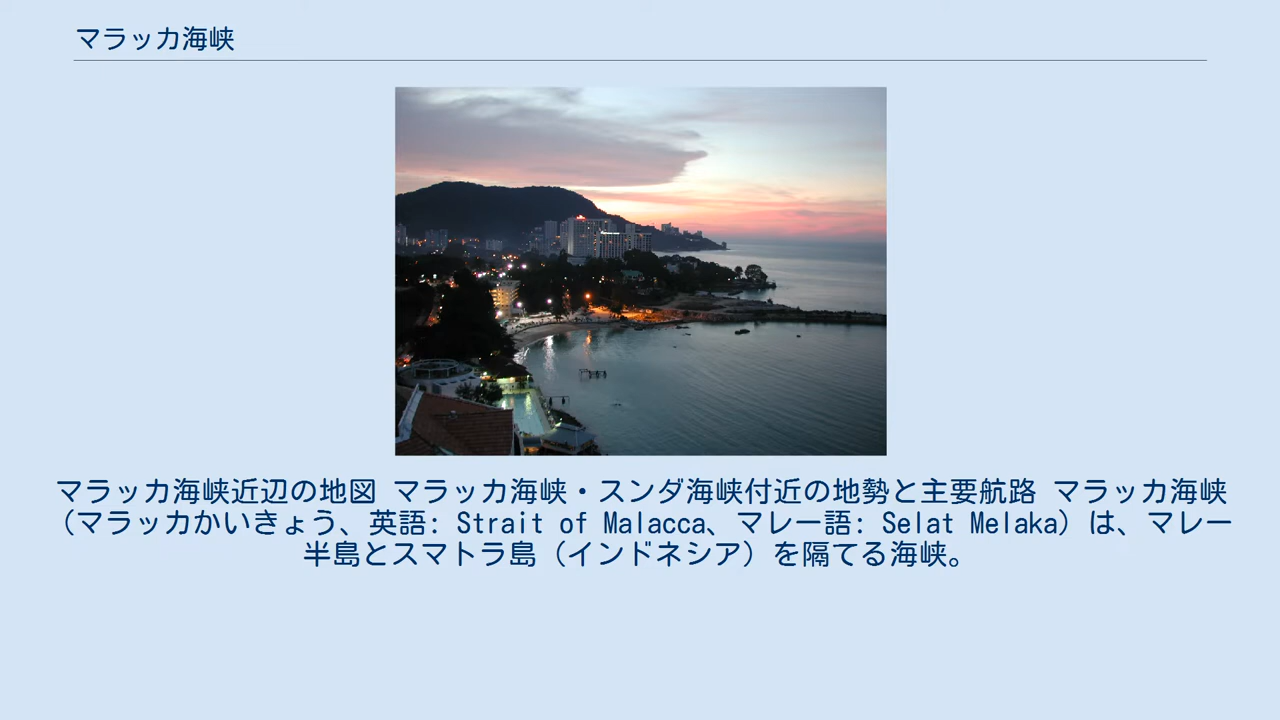 マラッカ海峡
マラッカ海峡近辺の地図 マラッカ海峡・スンダ海峡付近の地勢と主要航路 マラッカ海峡
（マラッカかいきょう、英語: Strait of Malacca、マレー語: Selat Melaka）は、マレー
半島とスマトラ島（インドネシア）を隔てる海峡。